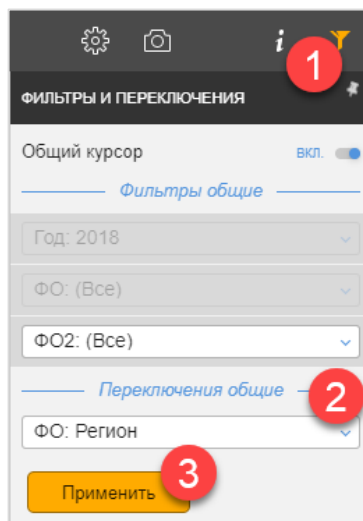 i
1
ФИЛЬТРЫ И ПЕРЕКЛЮЧЕНИЯ
Общий курсор ВКЛ.
Фильтры общие
Год: 2018
ФО: (Все)
ФО2: (Все)
Переключения общие
2
ФО: Регион
3
Применить